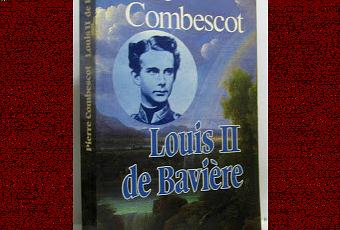 Combescot
Louis II
de Bavière
Pierre Combescot Louis II de B